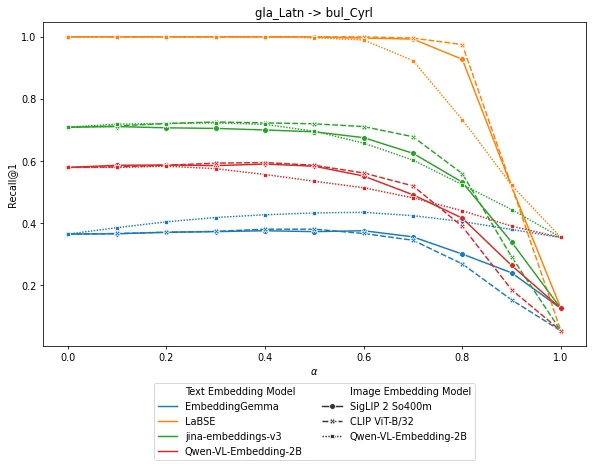 gla_Latn -> bul_Cyrl
Recall@1
1.0
0.8
0.6
0.4
0.2
0.0 0.2 0.4 0.6 0.8 1.0
α
Text Embedding Model
EmbeddingGemma
LaBSE
jina-embeddings-v3
Qwen-VL-Embedding-2B
Image Embedding Model
SigLIP 2 So400m
CLIP ViT-B/32
Qwen-VL-Embedding-2B